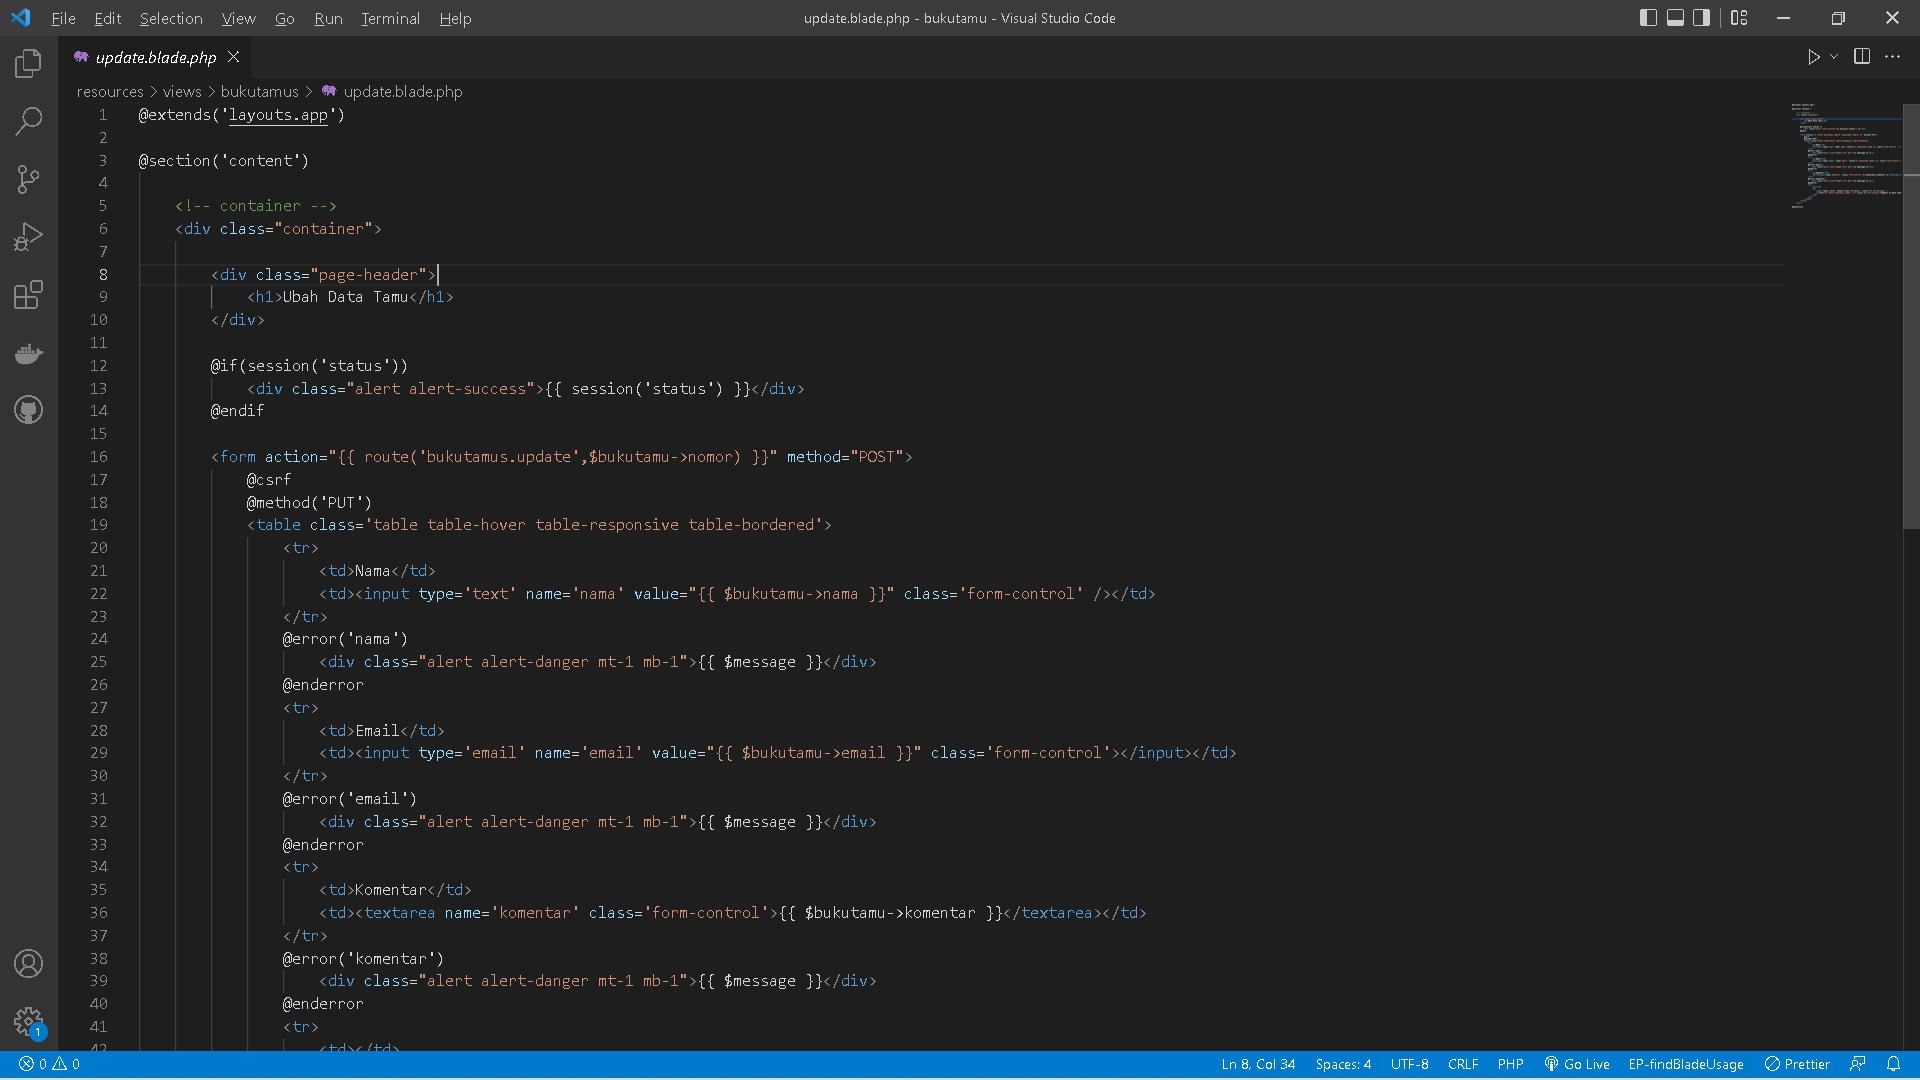 File Edit Selection View Go Run Terminal Help
update.blade.php - bukutamu - Visual Studio Code
update.blade.php
resources > views > bukutamus > update.blade.php
1 @extends('layouts.app')
2
3 @section('content')
4
5 <!-- container -->
6 <div class="container">
7
8 <div class="page-header">
9 <h1>Ubah Data Tamu</h1>
10 </div>
11
12 @if(session('status'))
13 <div class="alert alert-success">{{ session('status') }}</div>
14 @endif
15
16 <form action="{{ route('bukutamus.update',$bukutamu->nomor) }}" method="POST">
17 @csrf
18 @method('PUT')
19 <table class='table table-hover table-responsive table-bordered'>
20 <tr>
21 <td>Nama</td>
22 <td><input type='text' name='nama' value="{{ $bukutamu->nama }}" class='form-control' /></td>
23 </tr>
24 @error('nama')
25 <div class="alert alert-danger mt-1 mb-1">{{ $message }}</div>
26 @enderror
27 <tr>
28 <td>Email</td>
29 <td><input type='email' name='email' value="{{ $bukutamu->email }}" class='form-control'></input></td>
30 </tr>
31 @error('email')
32 <div class="alert alert-danger mt-1 mb-1">{{ $message }}</div>
33 @enderror
34 <tr>
35 <td>Komentar</td>
36 <td><textarea name='komentar' class='form-control'>{{ $bukutamu->komentar }}</textarea></td>
37 </tr>
38 @error('komentar')
39 <div class="alert alert-danger mt-1 mb-1">{{ $message }}</div>
40 @enderror
41 <tr>
42 <td></td>
1
0 0 Ln 8, Col 34 Spaces: 4 UTF-8 CRLF PHP Go Live EP-findBladeUsage Prettier